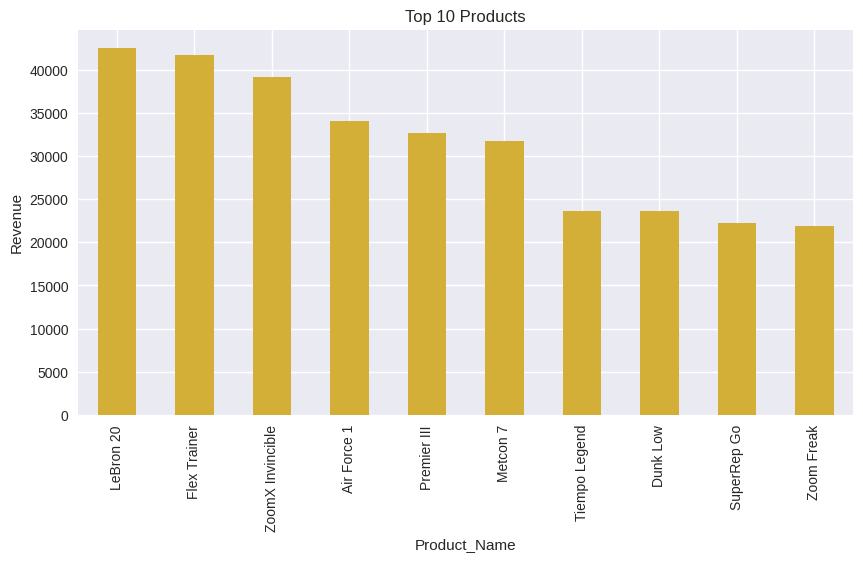 Top 10 Products
Revenue
40000
35000
30000
25000
20000
15000
10000
5000
0
LeBron 20
Flex Trainer
ZoomX Invincible
Air Force 1
Premier III
Metcon 7
Tiempo Legend
Dunk Low
SuperRep Go
Zoom Freak
Product_Name